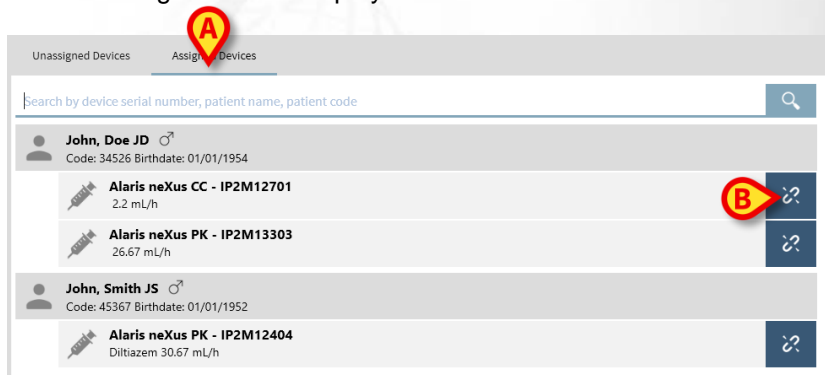 A
Unassigned Devices Assigned Devices
Search by device serial number, patient name, patient code
John, Doe JD
Code: 34526 Birthdate: 01/01/1954
Alaris neXus CC - IP2M12701
2.2 mL/h
B
Alaris neXus PK - IP2M13303
26.67 mL/h
John, Smith JS
Code: 45367 Birthdate: 01/01/1952
Alaris neXus PK - IP2M12404
Diltiazem 30.67 mL/h